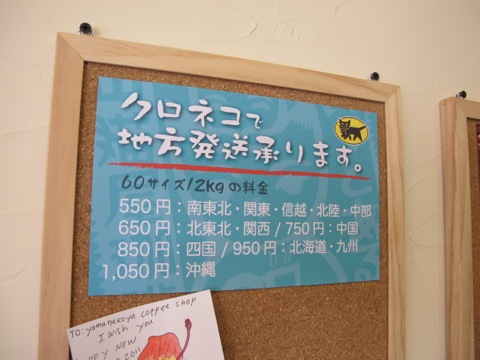 クロネコで
地方発送承ります。
60サイズ/2kgの料金
550円：南東北・関東・信越・北陸・中部
650円：北東北・関西/750円：中国
850円：四国/950円：北海道・九州
1,050円：沖縄
TO:yamanekoya coffee shop
I wish you
Happy NEW
2011